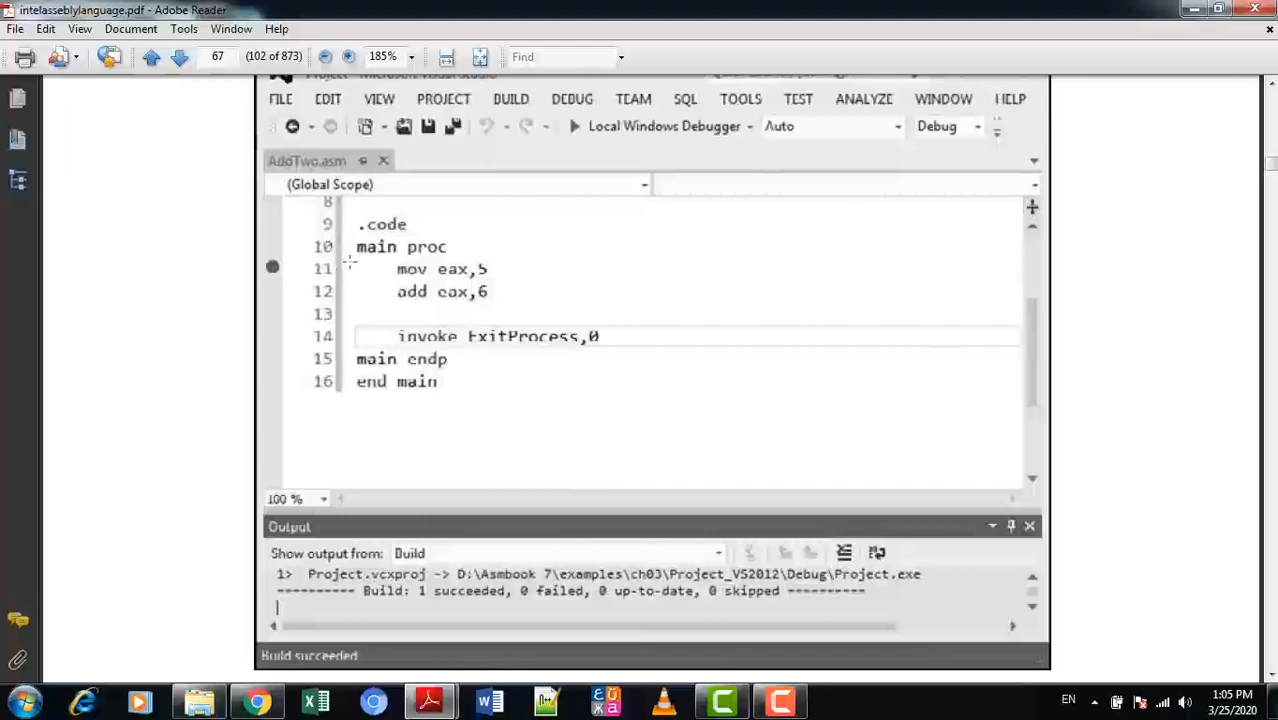 intelasseblylanguage.pdf - Adobe Reader
File Edit View Document Tools Window Help
67 (102 of 873) 185% Find
FILE EDIT VIEW PROJECT BUILD DEBUG TEAM SQL TOOLS TEST ANALYZE WINDOW HELP
Local Windows Debugger Auto Debug
AddTwo.asm
(Global Scope)
8
9 .code
10 main proc
11 mov eax,5
12 add eax,6
13
14 invoke ExitProcess,0
15 main endp
16 end main
100 %
Output
Show output from: Build
1> Project.vcxproj -> D:\Asmbook 7\examples\ch03\Project_VS2012\Debug\Project.exe
---------- Build: 1 succeeded, 0 failed, 0 up-to-date, 0 skipped ----------
Build succeeded
EN 1:05 PM
3/25/2020